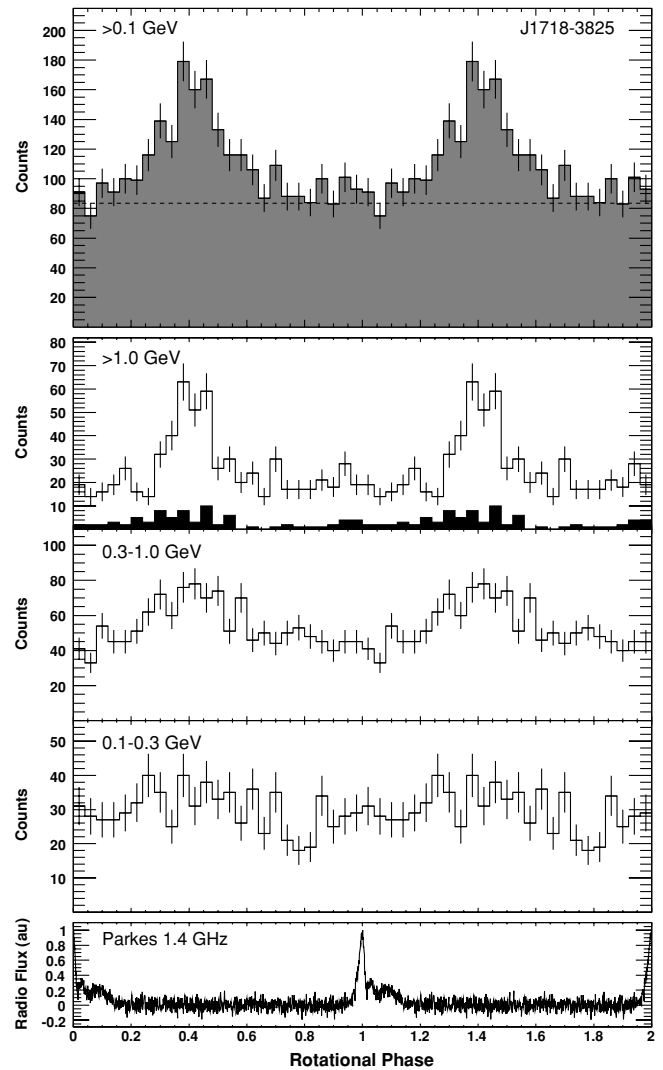 >0.1 GeV J1718-3825
200
180
160
140
120
100
80
60
40
20
Counts
>1.0 GeV
80
70
60
50
40
30
20
10
Counts
0.3-1.0 GeV
100
80
60
40
20
Counts
0.1-0.3 GeV
50
40
30
20
10
Counts
Parkes 1.4 GHz
1
0.8
0.6
0.4
0.2
0
-0.2
Radio Flux (au)
0 0.2 0.4 0.6 0.8 1 1.2 1.4 1.6 1.8 2
Rotational Phase